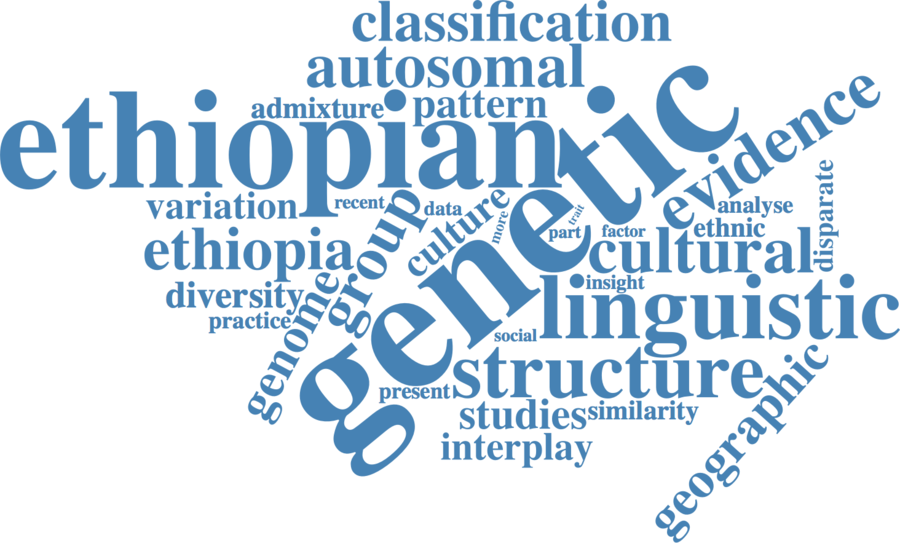 classification
autosomal
admixture
pattern
ethiopian
genetic
evidence
variation
recent
data
culture
more
trait
part
factor
analyse
ethnic
disparate
ethiopia
group
cultural
diversity
genome
insight
linguistic
practice
social
structure
present
geographic
studies
similarity
interplay